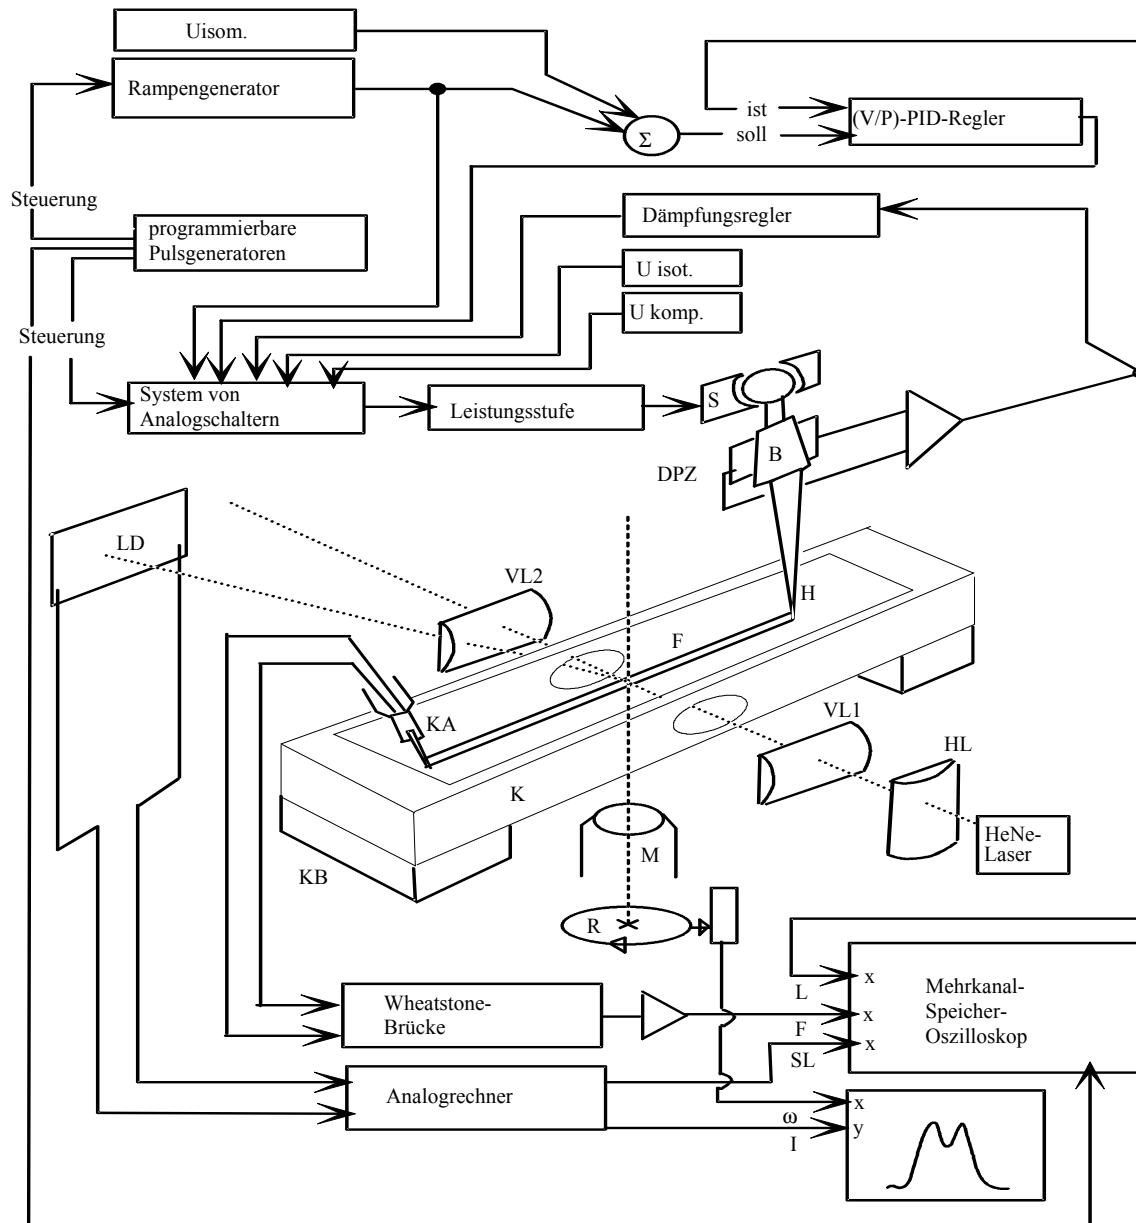 Uisom.
Rampengenerator
ist
soll
(V/P)-PID-Regler
Σ
Steuerung
programmierbare
Pulsgeneratoren
Dämpfungsregler
U isot.
U komp.
Steuerung
System von
Analogschaltern
Leistungsstufe
S
B
DPZ
LD
VL2
H
F
KA
VL1
HL
K
HeNe-
Laser
M
KB
R
Wheatstone-
Brücke
L
x
F
x
SL
x
Mehrkanal-
Speicher-
Oszilloskop
Analogrechner
ω
x
I
y